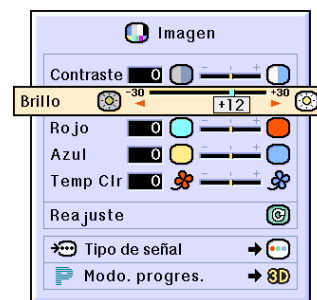 Imagen
Contraste 0 - +
Brillo -30 +12 +30
Rojo 0 - +
Azul 0 - +
Temp Clr 0 - +
Reajuste
Tipo de señal
Modo. progres. 3D